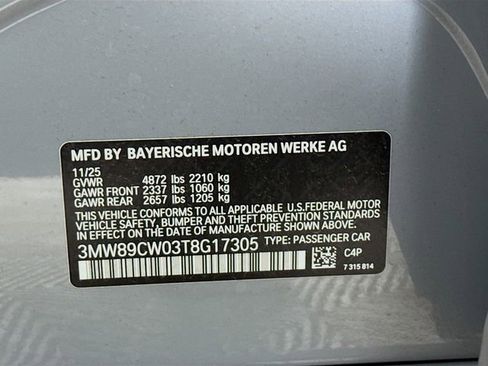 MFD BY BAYERISCHE MOTOREN WERKE AG
11/25
GVWR 4872 lbs 2210 kg
GAWR FRONT 2337 lbs 1060 kg
GAWR REAR 2657 lbs 1205 kg
THIS VEHICLE CONFORMS TO ALL APPLICABLE U.S.FEDERAL MOTOR
VEHICLE SAFETY, BUMPER, AND THEFT
PREVENTION STANDARDS IN EFFECT ON THE
DATE OF MANUFACTURE SHOWN ABOVE.
3MW89CW03T8G17305 TYPE: PASSENGER CAR
C4P
7 315 814